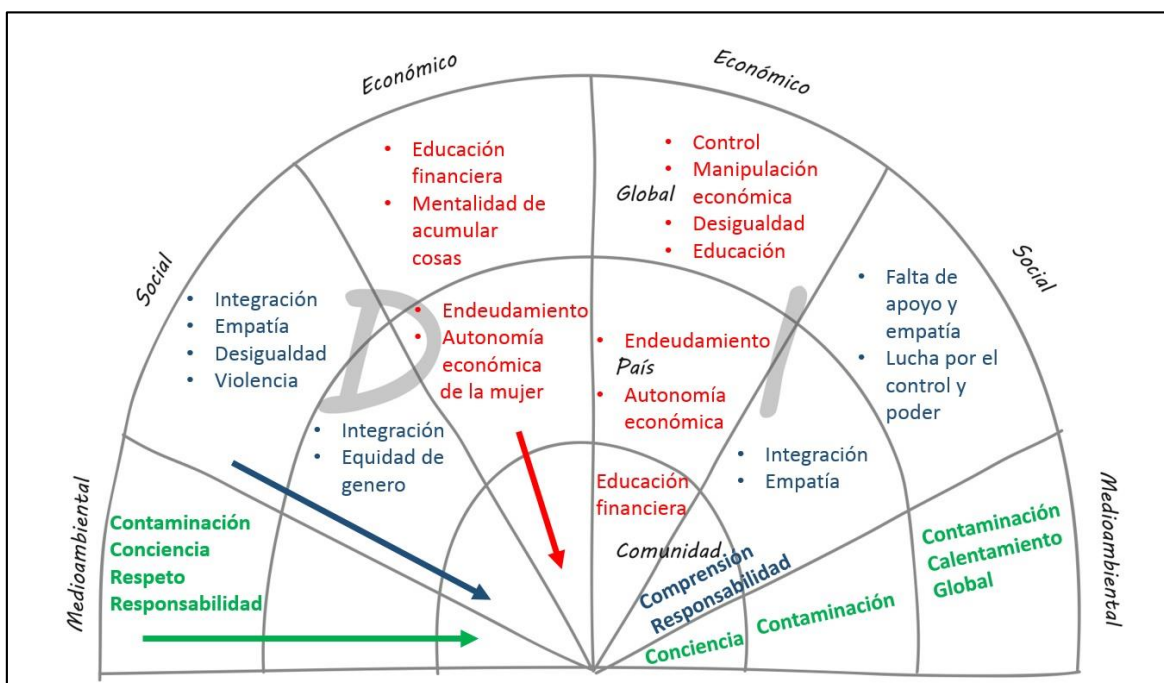 Económico
Económico
Social
Social
Medioambiental
Medioambiental
• Educación
financiera
• Mentalidad de
acumular
cosas
Global
• Control
• Manipulación
económica
• Desigualdad
• Educación
• Integración
• Empatía
• Desigualdad
• Violencia
D
• Endeudamiento
• Autonomía
económica
de la mujer
• Endeudamiento
País
• Autonomía
económica
I
• Falta de
apoyo y
empatía
• Lucha por el
control y
poder
• Integración
• Equidad de
genero
• Integración
• Empatía
Educación
financiera
Comunidad.
Contaminación
Conciencia
Respeto
Responsabilidad
Comprensión
Responsabilidad
Conciencia
Contaminación
Contaminación
Calentamiento
Global